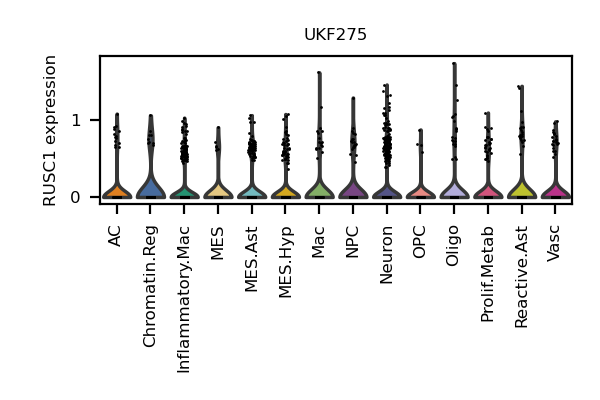 UKF275
RUSC1 expression
1
0
AC
Chromatin.Reg
Inflammatory.Mac
MES
MES.Ast
MES.Hyp
Mac
NPC
Neuron
OPC
Oligo
Prolif.Metab
Reactive.Ast
Vasc